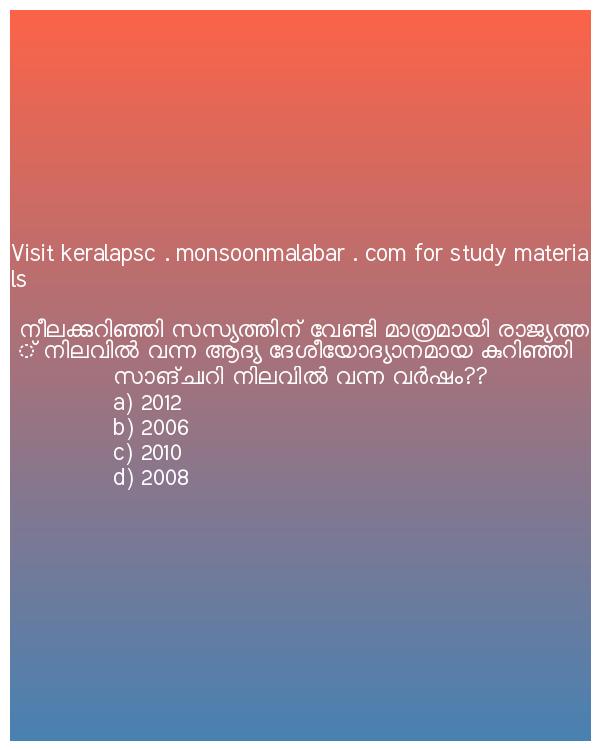 Visit keralapsc . monsoonmalabar . com for study materia
ls
നീലക്കുറിഞ്ഞി സസ്യത്തിന് വേണ്ടി മാത്രമായി രാജ്യത്ത
് നിലവിൽ വന്ന ആദ്യ ദേശീയോദ്യാനമായ കുറിഞ്ഞി
സാങ്ച്വറി നിലവിൽ വന്ന വർഷം??
a) 2012
b) 2006
c) 2010
d) 2008